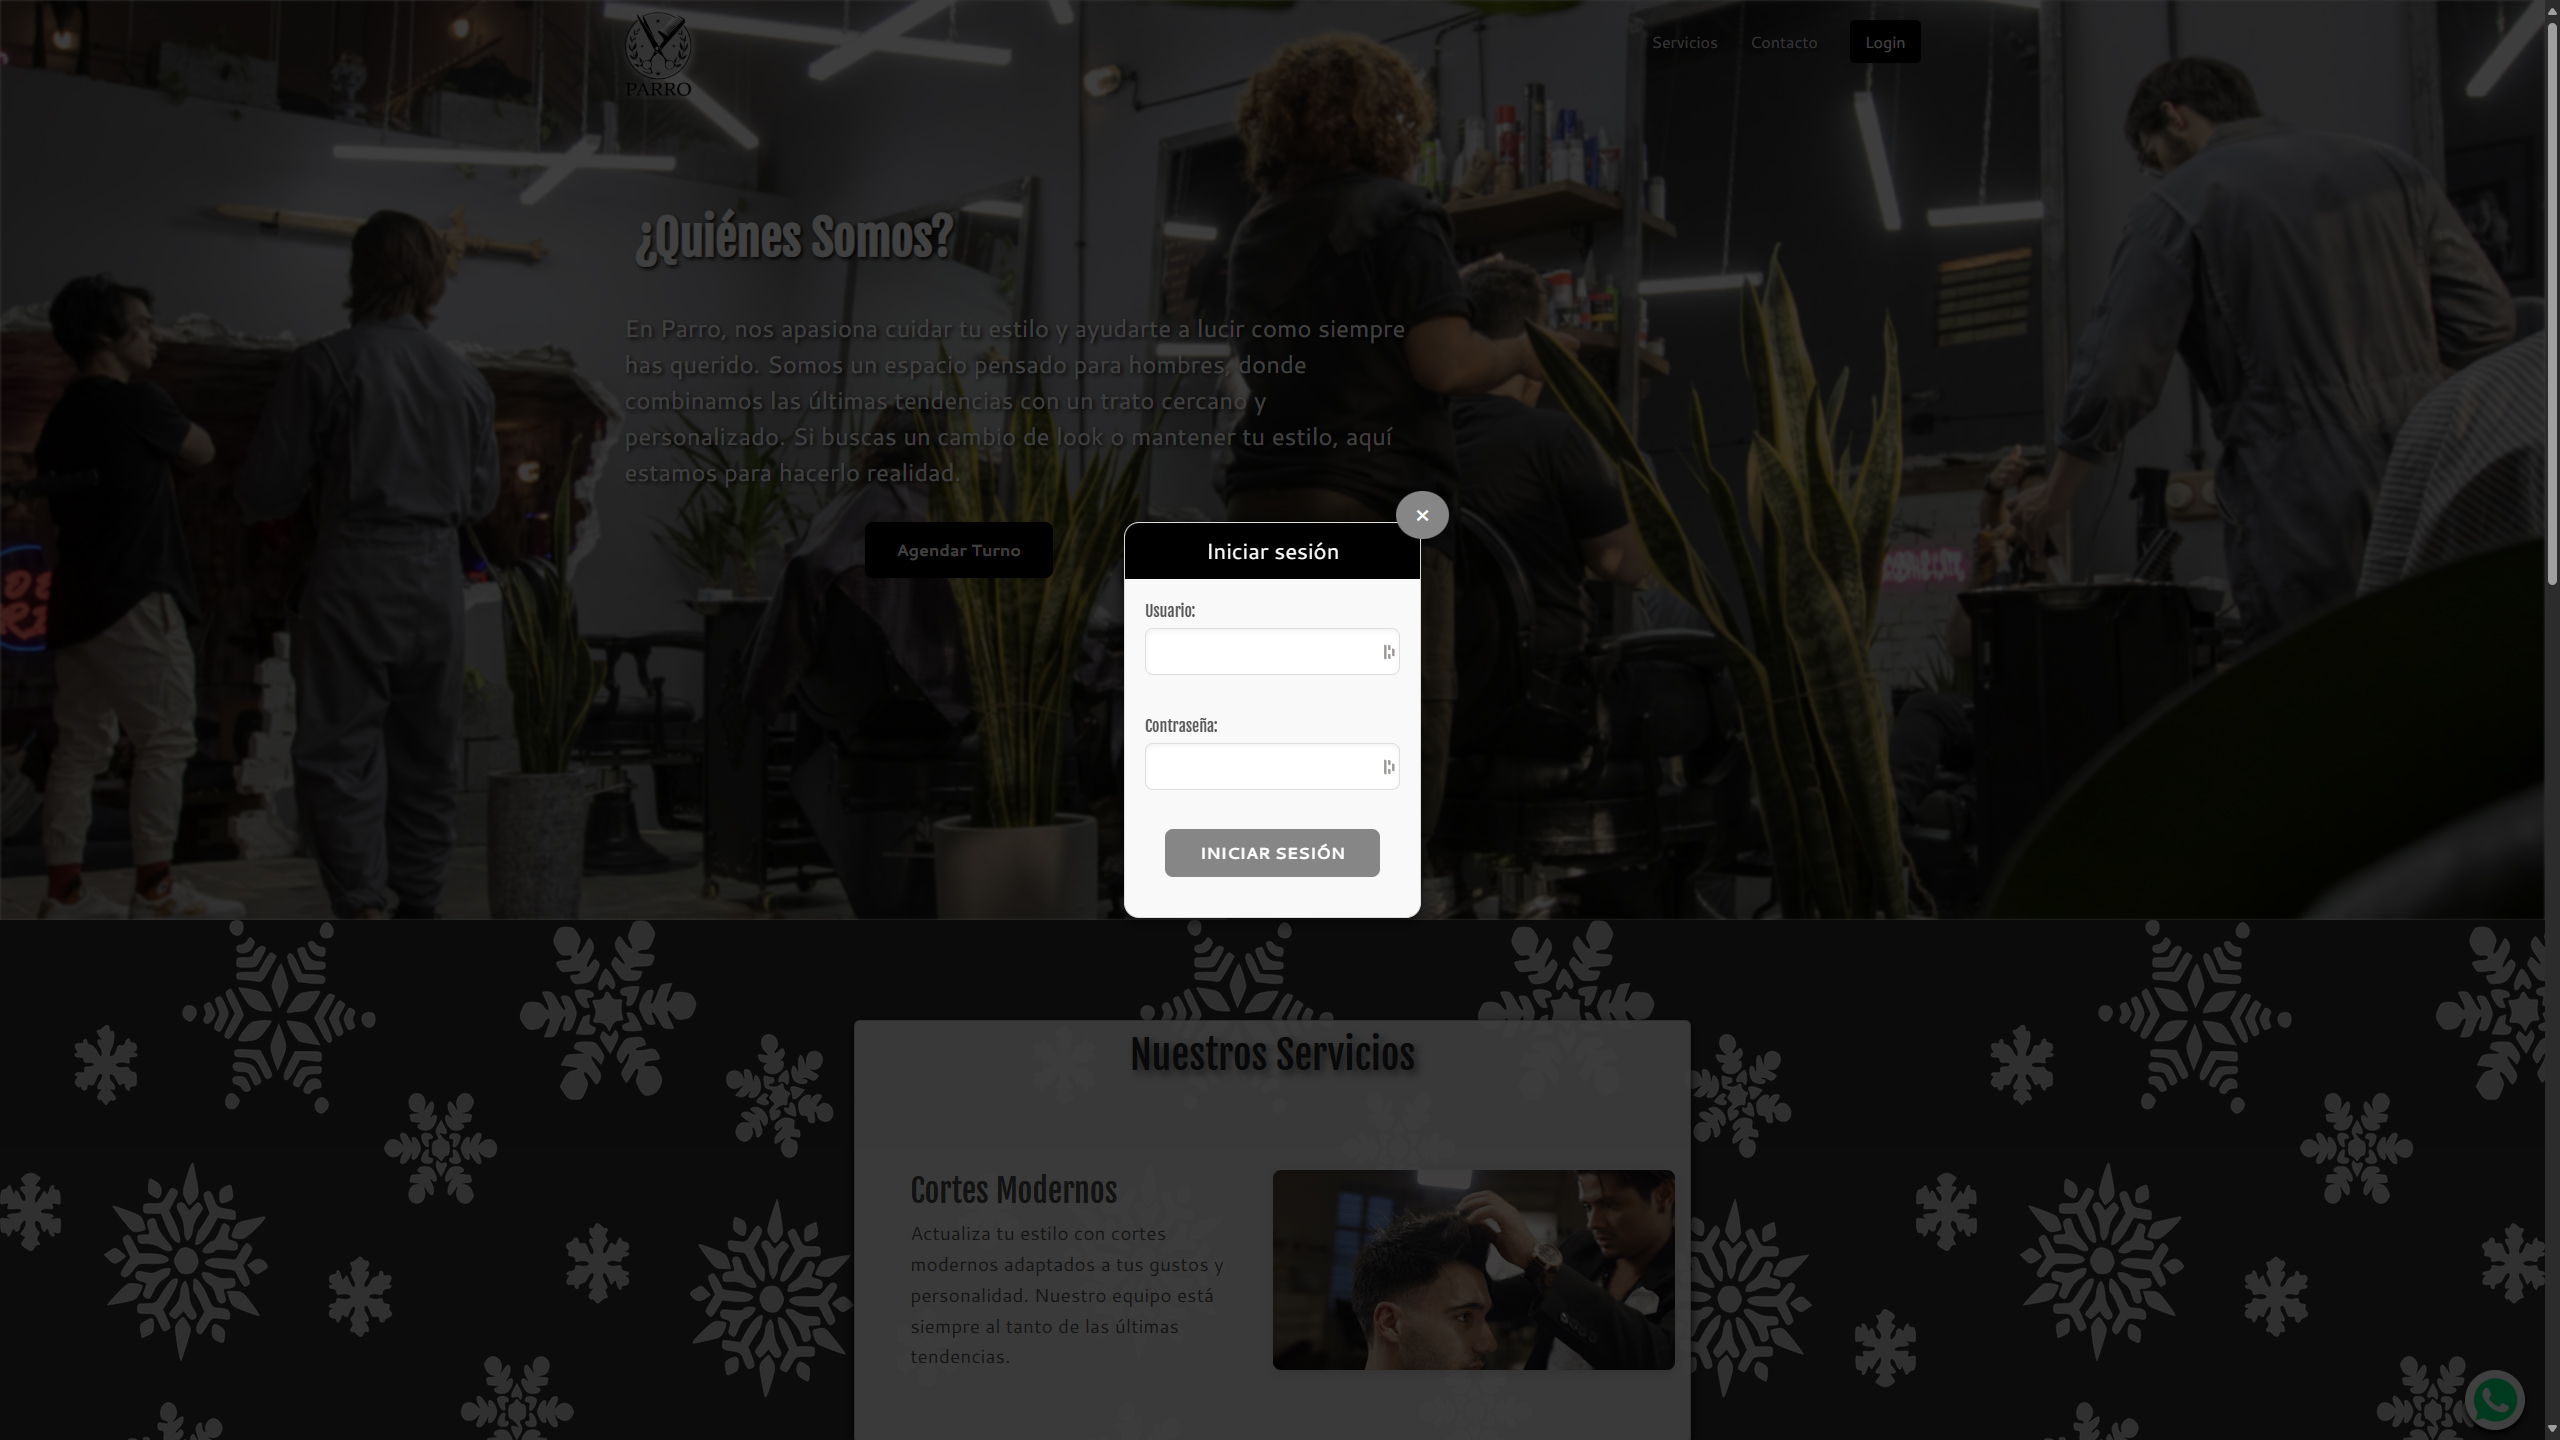 PARRO
Servicios
Contacto
Login
¿Quiénes Somos?
En Parro, nos apasiona cuidar tu estilo y ayudarte a lucir como siempre
has querido. Somos un espacio pensado para hombres, donde
combinamos las últimas tendencias con un trato cercano y
personalizado. Si buscas un cambio de look o mantener tu estilo, aquí
estamos para hacerlo realidad.
Agendar Turno
Iniciar sesión
Usuario:
Contraseña:
INICIAR SESIÓN
Nuestros Servicios
Cortes Modernos
Actualiza tu estilo con cortes
modernos adaptados a tus gustos y
personalidad. Nuestro equipo está
siempre al tanto de las últimas
tendencias.